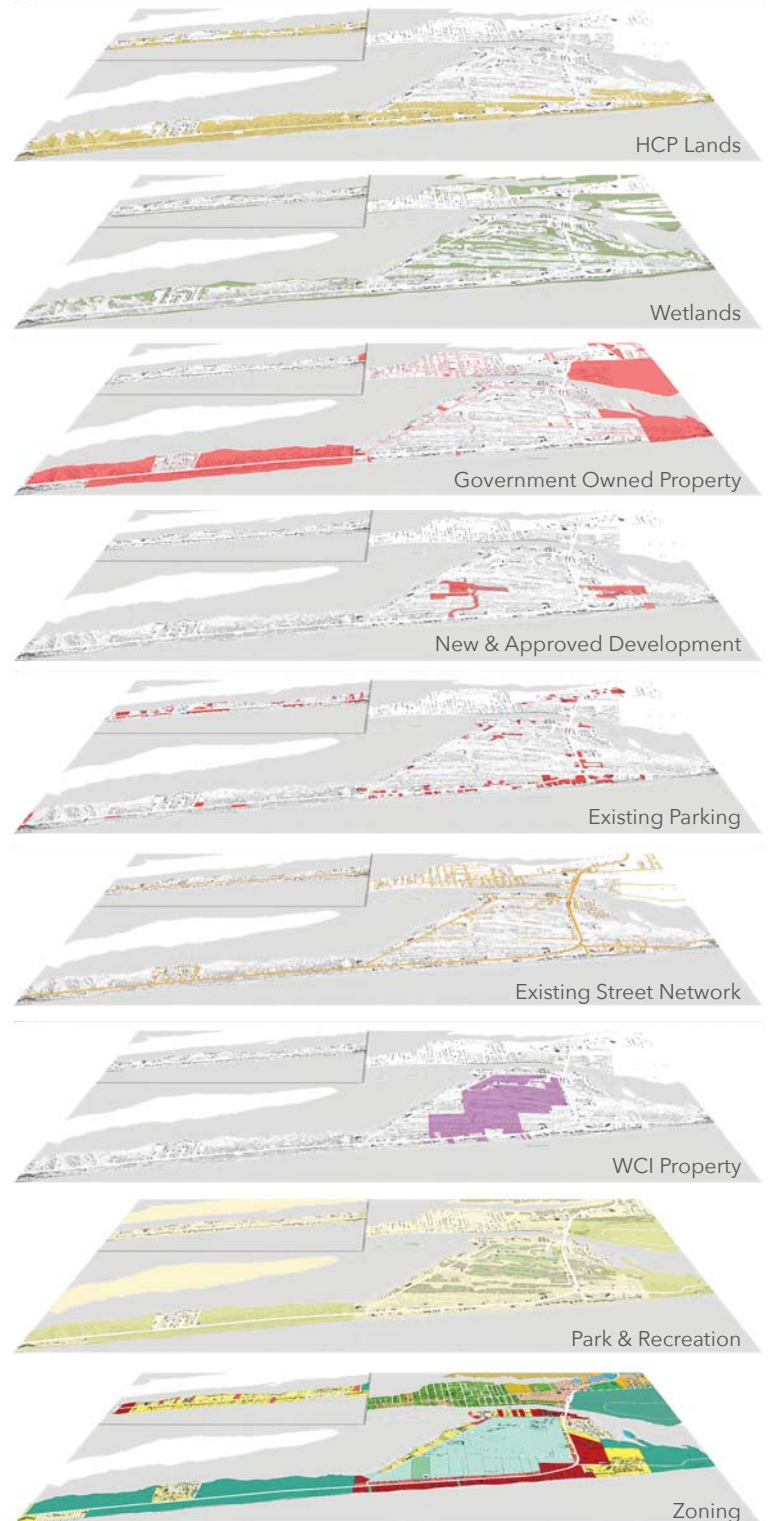 HCP Lands
Wetlands
Government Owned Property
New & Approved Development
Existing Parking
Existing Street Network
WCI Property
Park & Recreation
Zoning